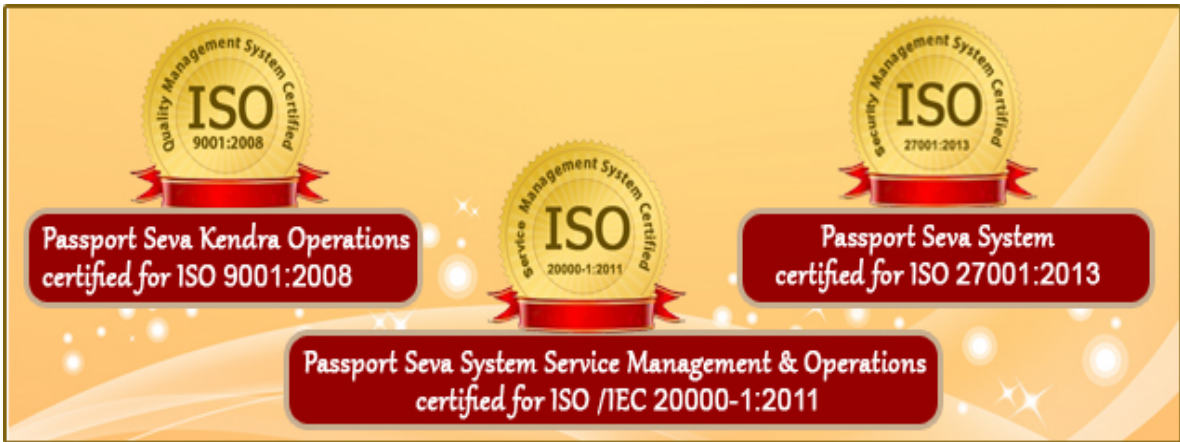 Quality Management System Certified
ISO
9001:2008
Passport Seva Kendra Operations
certified for ISO 9001:2008
Service Management System Certified
ISO
20000-1:2011
Passport Seva System Service Management & Operations
certified for ISO /IEC 20000-1:2011
Security Management System Certified
ISO
27001:2013
Passport Seva System
certified for ISO 27001:2013